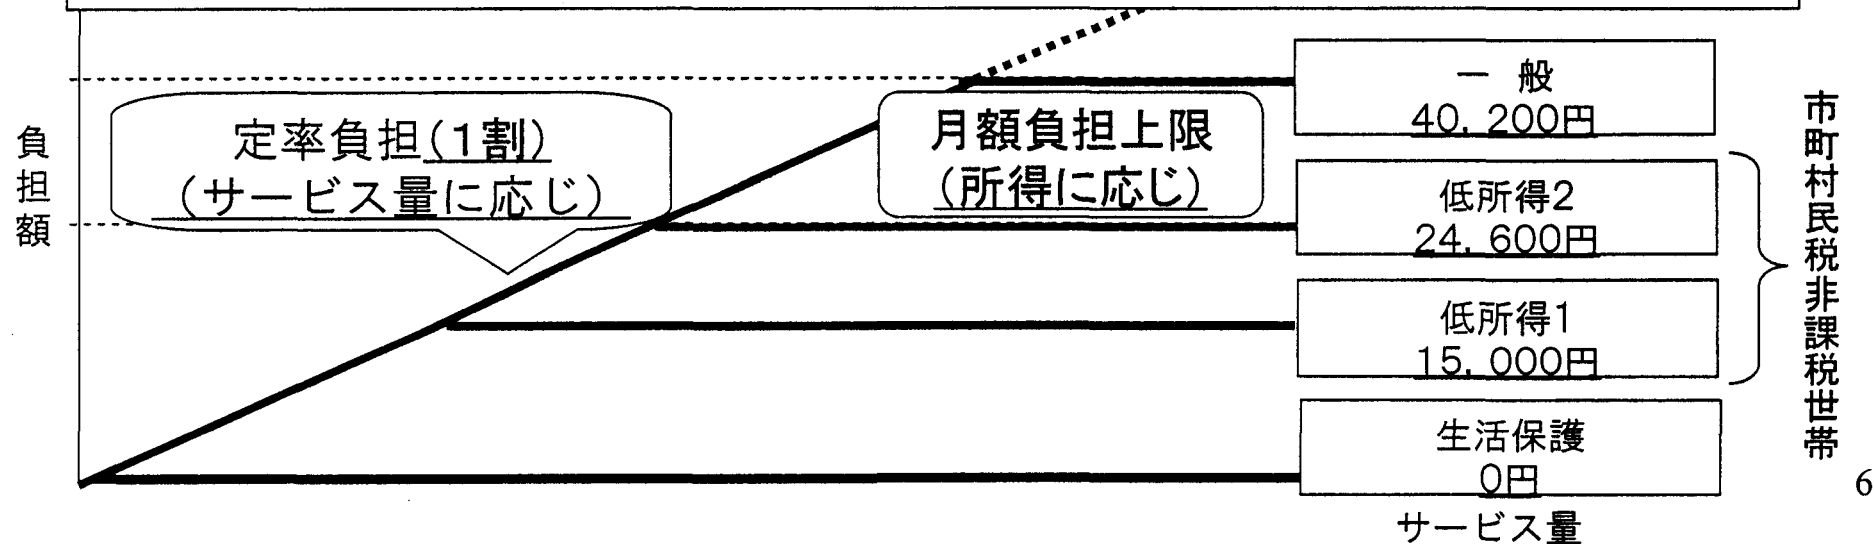 負担額
定率負担(1割)
(サービス量に応じ)
月額負担上限
(所得に応じ)
一 般
40,200円
低所得2
24,600円
低所得1
15,000円
生活保護
0円
サービス量
市町村民税非課税世帯
6